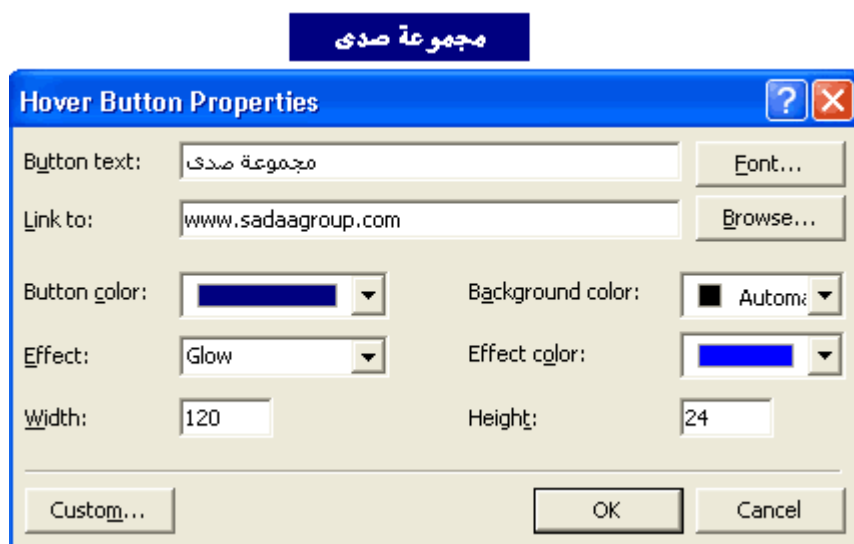 مجموعة صدى
Hover Button Properties
Button text: مجموعة صدى Font...
Link to: www.sadaagroup.com Browse...
Button color: Background color: Automa
Effect: Glow Effect color:
Width: 120 Height: 24
Custom... OK Cancel